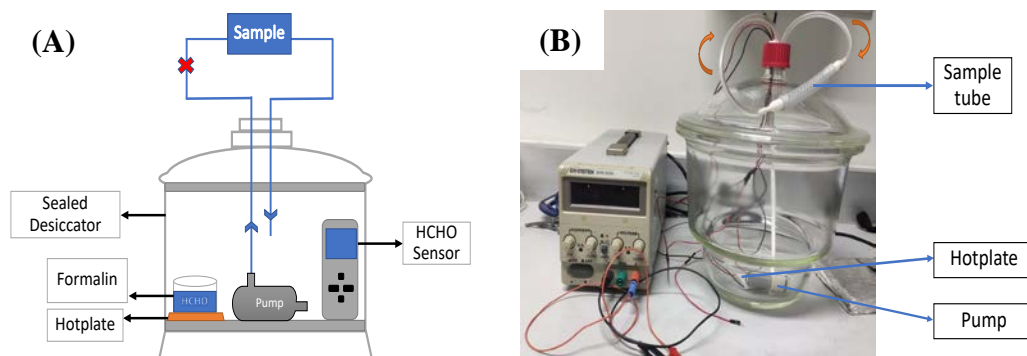 (A)
Sample
Sealed
Desiccator
Formalin
Hotplate
HCHO
Pump
HCHO
Sensor
(B)
Sample
tube
Hotplate
Pump